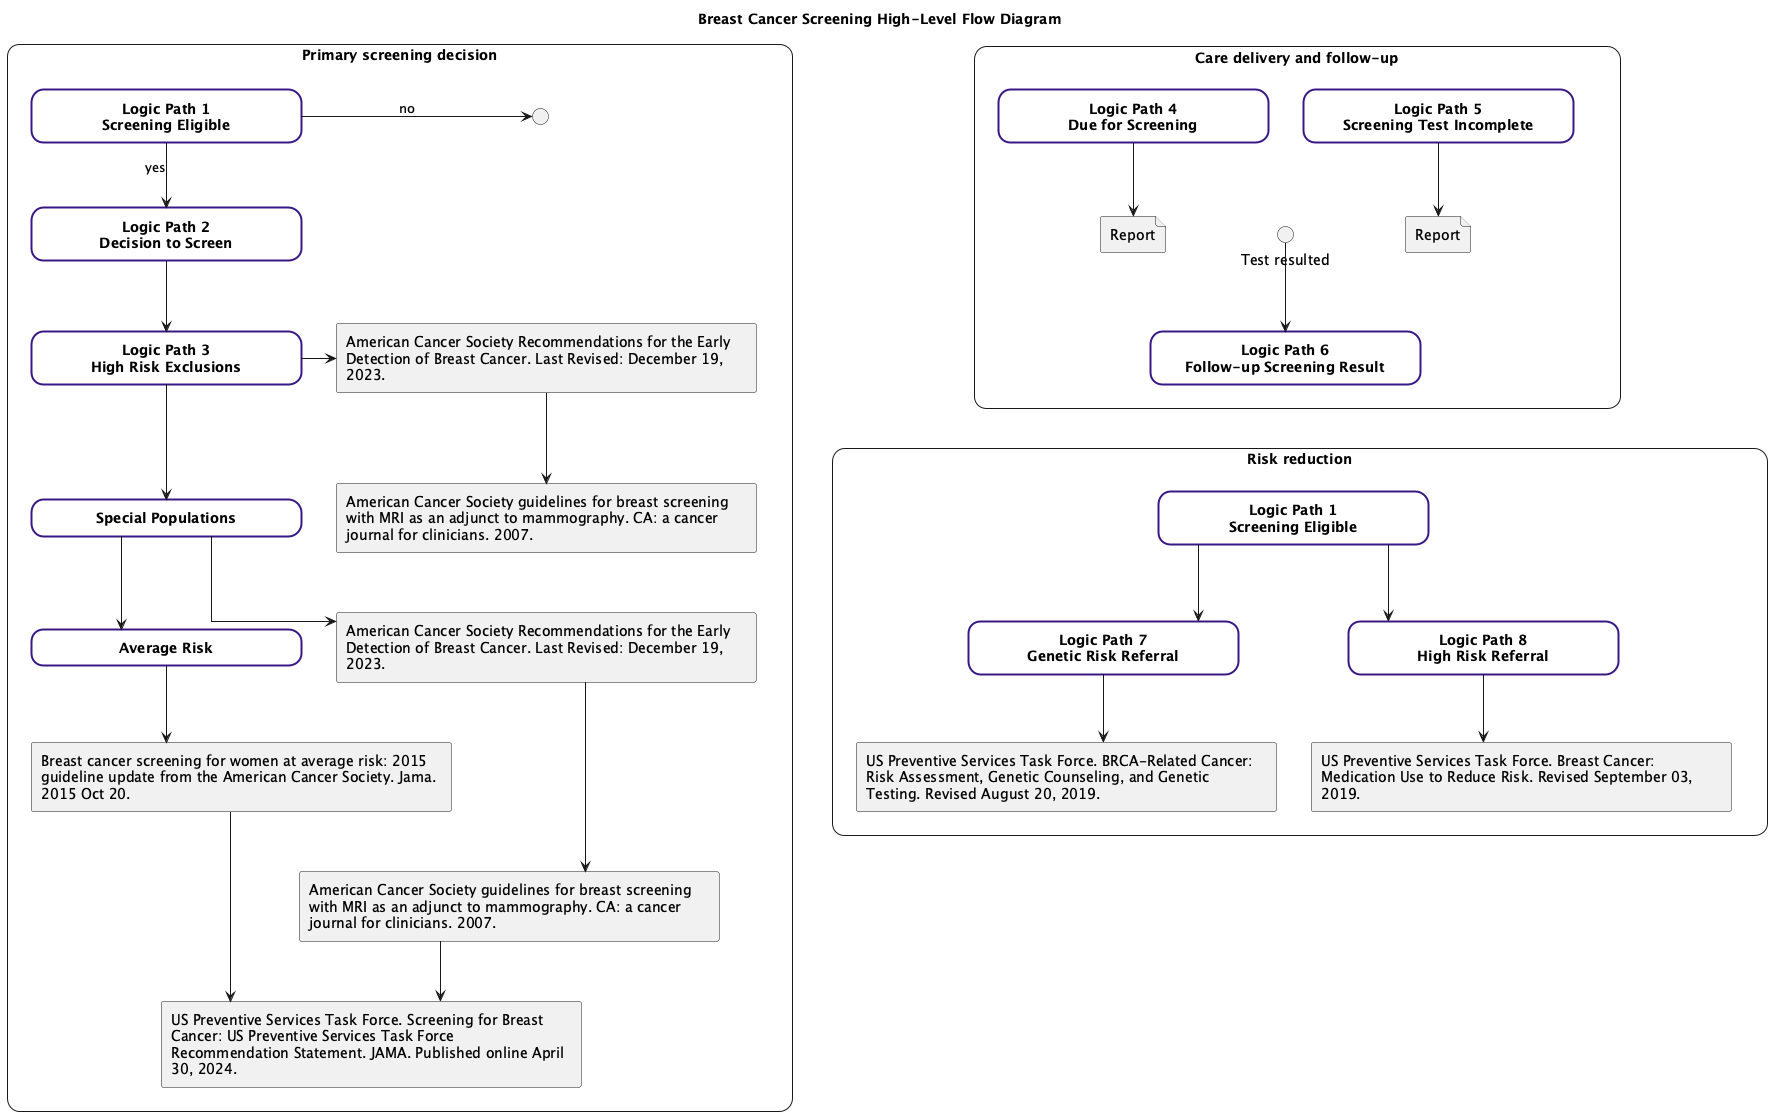 Breast Cancer Screening High-Level Flow Diagram
Primary screening decision
Logic Path 1
Screening Eligible
no
yes
Logic Path 2
Decision to Screen
Logic Path 3
High Risk Exclusions
American Cancer Society Recommendations for the Early
Detection of Breast Cancer. Last Revised: December 19,
2023.
American Cancer Society guidelines for breast screening
with MRI as an adjunct to mammography. CA: a cancer
journal for clinicians. 2007.
Special Populations
Average Risk
American Cancer Society Recommendations for the Early
Detection of Breast Cancer. Last Revised: December 19,
2023.
Breast cancer screening for women at average risk: 2015
guideline update from the American Cancer Society. Jama.
2015 Oct 20.
American Cancer Society guidelines for breast screening
with MRI as an adjunct to mammography. CA: a cancer
journal for clinicians. 2007.
US Preventive Services Task Force. Screening for Breast
Cancer: US Preventive Services Task Force
Recommendation Statement. JAMA. Published online April
30, 2024.
Care delivery and follow-up
Logic Path 4
Due for Screening
Logic Path 5
Screening Test Incomplete
Report
Report
Test resulted
Logic Path 6
Follow-up Screening Result
Risk reduction
Logic Path 1
Screening Eligible
Logic Path 7
Genetic Risk Referral
Logic Path 8
High Risk Referral
US Preventive Services Task Force. BRCA-Related Cancer:
Risk Assessment, Genetic Counseling, and Genetic
Testing. Revised August 20, 2019.
US Preventive Services Task Force. Breast Cancer:
Medication Use to Reduce Risk. Revised September 03,
2019.